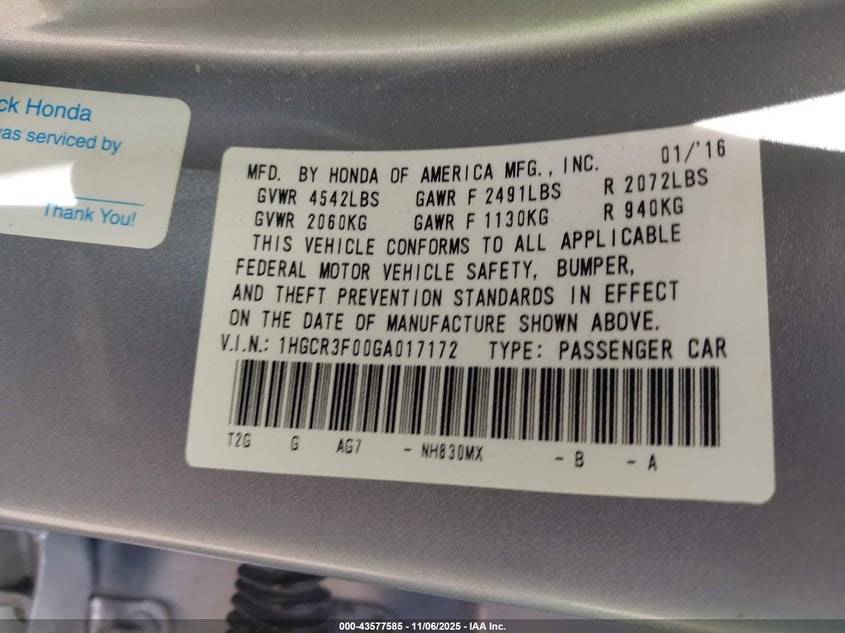 ck Honda
was serviced by
Thank You!
MFD. BY HONDA OF AMERICA MFG., INC. 01/'16
GVWR 4542LBS GAWR F 2491LBS R 2072LBS
GVWR 2060KG GAWR F 1130KG R 940KG
THIS VEHICLE CONFORMS TO ALL APPLICABLE
FEDERAL MOTOR VEHICLE SAFETY, BUMPER,
AND THEFT PREVENTION STANDARDS IN EFFECT
ON THE DATE OF MANUFACTURE SHOWN ABOVE.
V.I.N.: 1HGCR3F00GA017172 TYPE: PASSENGER CAR
T2G G AG7 - NH830MX - B - A
000-43577585 - 11/06/2025 - IAA Inc.